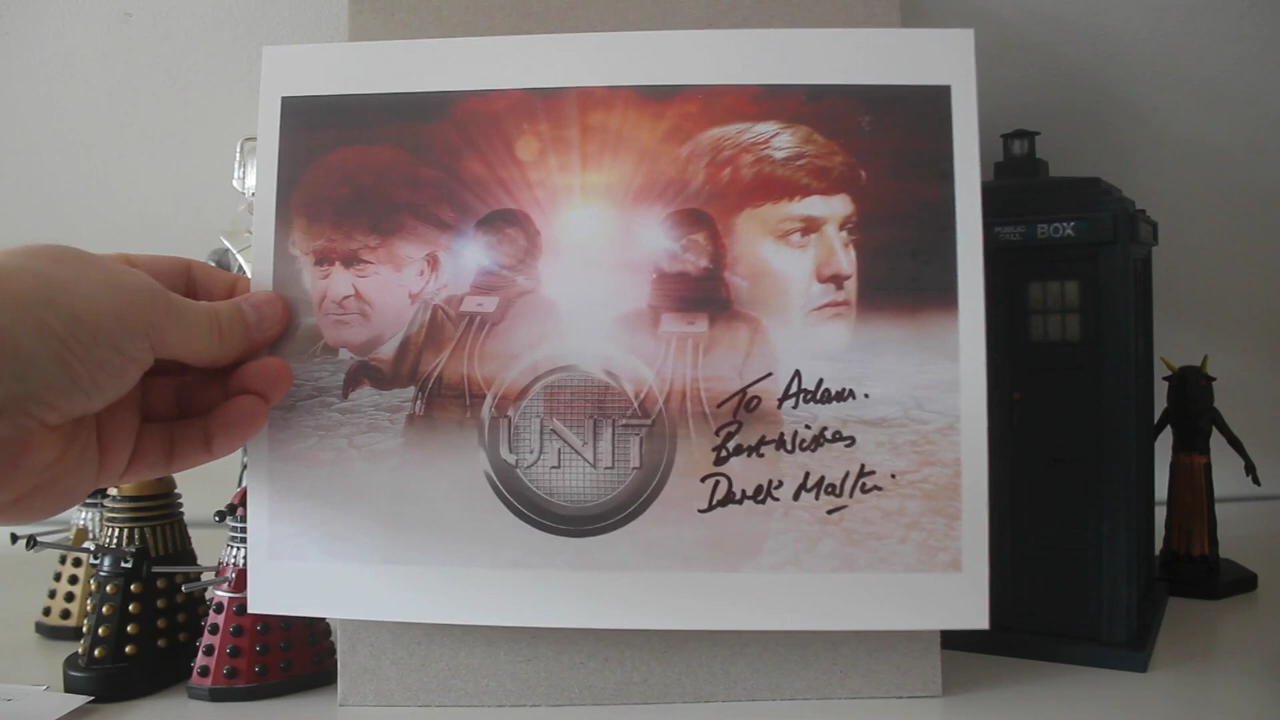 PUBLIC
CALL
BOX
UNIT
To Adam.
Best Wishes
Derek Martin.